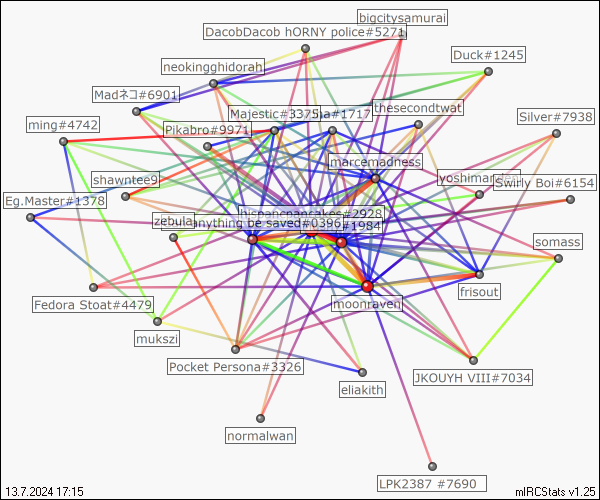 bigcitysamurai
DacobDacob hORNY police#5271
Duck#1245
neokingghidorah
Madネコ#6901
Majestic#3375
ha#1717
thesecondtwat
Silver#7938
ming#4742
Pikabro#9971
marcemadness
shawntee9
yoshima
Swirly Boi#6154
Eg.Master#1378
hispancpancakes#2928
zebula
anything be saved#0396
#1984
somass
frisout
Fedora Stoat#4479
moonraven
mukszi
Pocket Persona#3326
JKOUYH VIII#7034
eliakith
normalwan
LPK2387 #7690
13.7.2024 17:15
mIRCStats v1.25